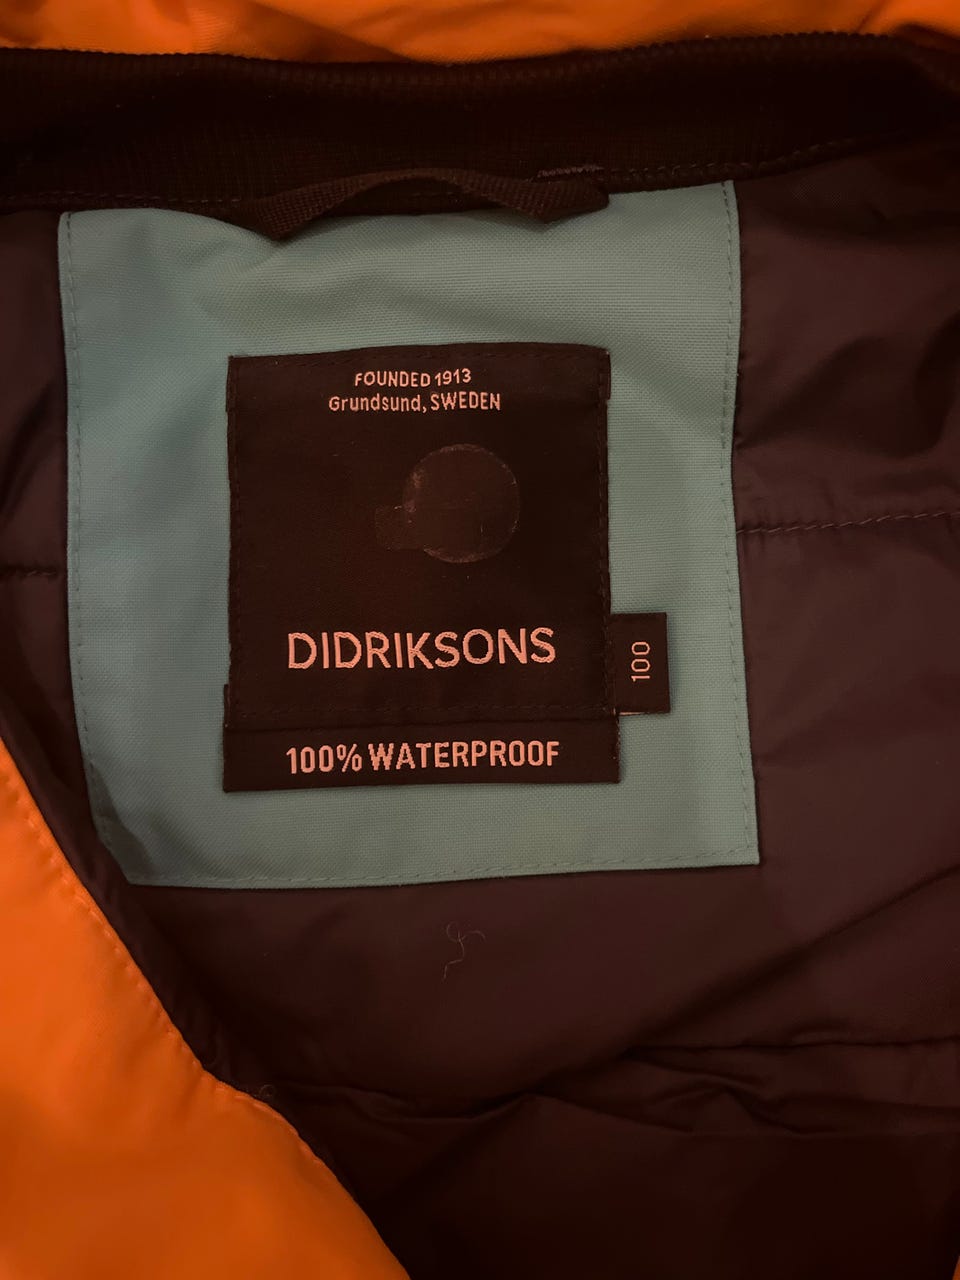 FOUNDED 1913
Grundsund, SWEDEN
DIDRIKSONS
100
100% WATERPROOF